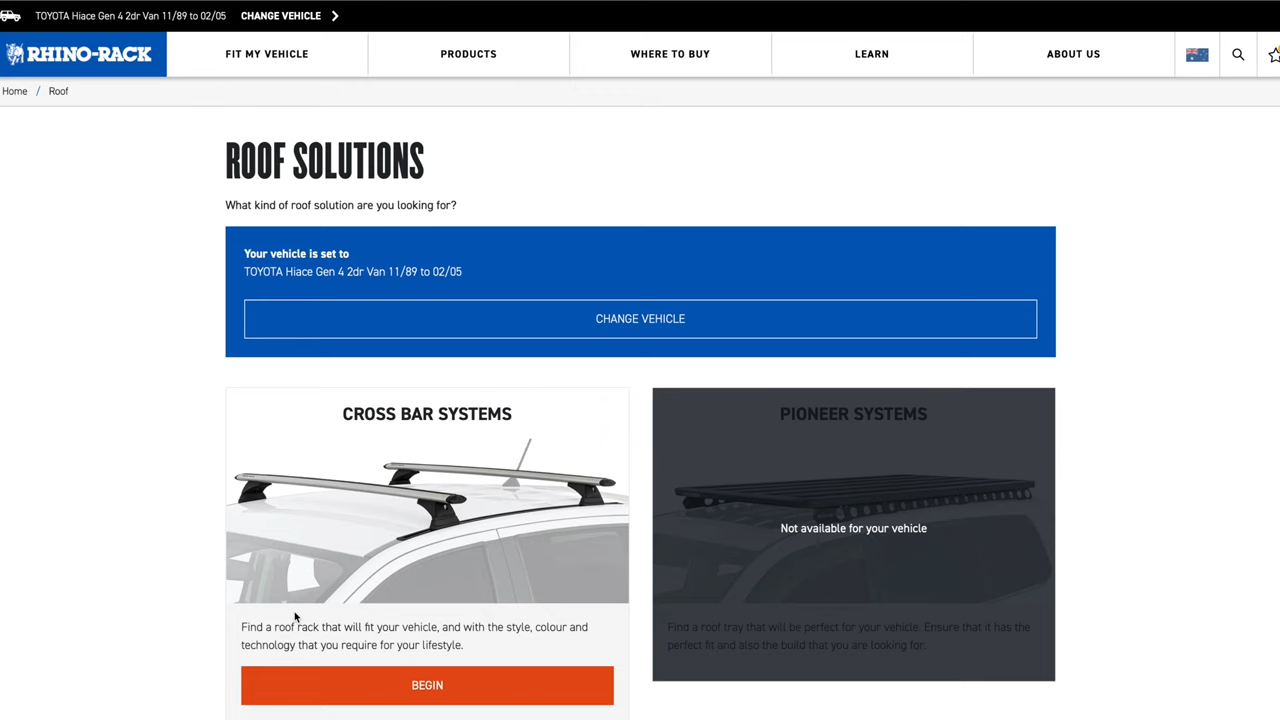 TOYOTA Hiace Gen 4 2dr Van 11/89 to 02/05 CHANGE VEHICLE
RHINO-RACK FIT MY VEHICLE PRODUCTS WHERE TO BUY LEARN ABOUT US
Home / Roof
ROOF SOLUTIONS
What kind of roof solution are you looking for?
Your vehicle is set to
TOYOTA Hiace Gen 4 2dr Van 11/89 to 02/05
CHANGE VEHICLE
CROSS BAR SYSTEMS
Find a roof rack that will fit your vehicle, and with the style, colour and
technology that you require for your lifestyle.
BEGIN
PIONEER SYSTEMS
Not available for your vehicle
Find a roof tray that will be perfect for your vehicle. Ensure that it has the
perfect fit and also the build that you are looking for.